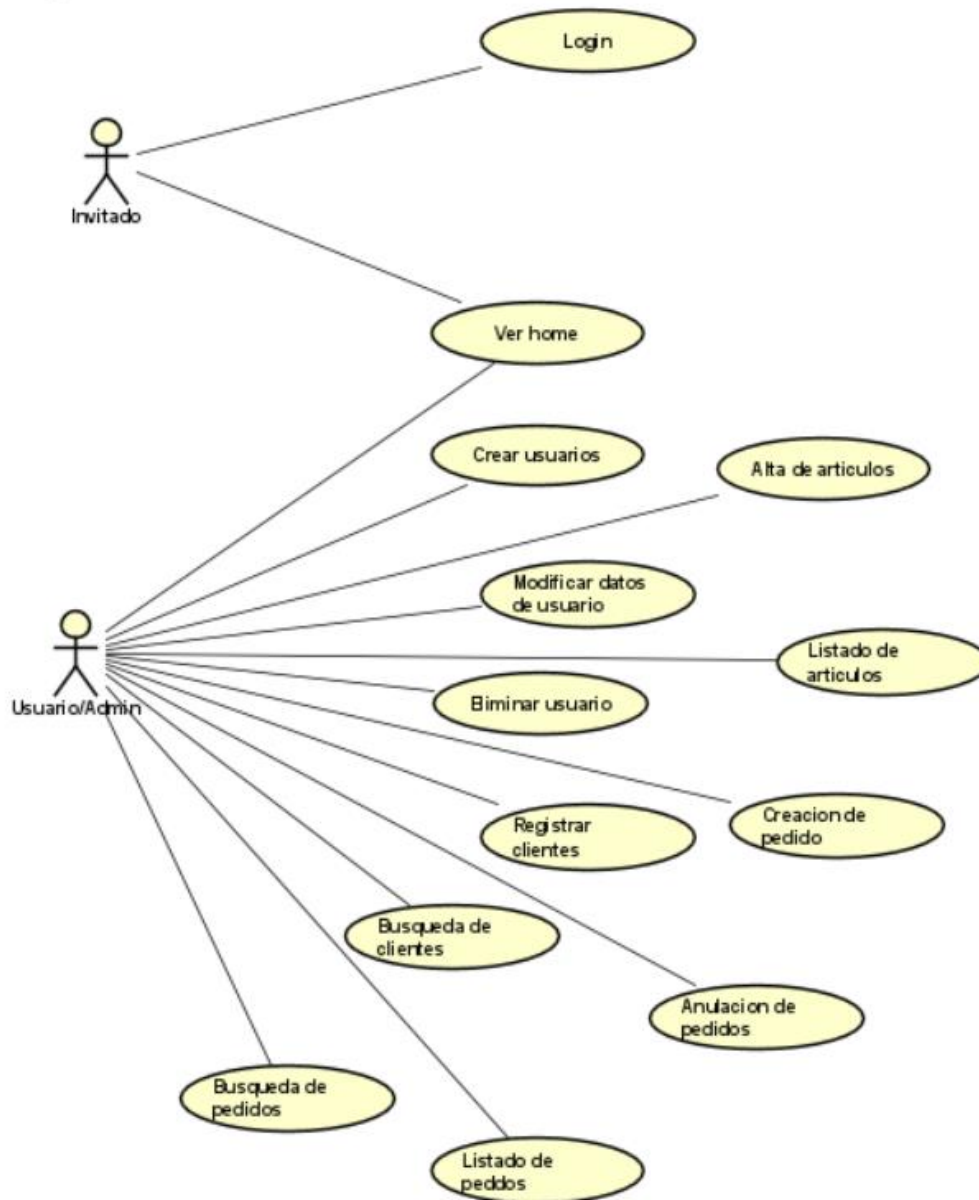 Login
Invitado
Ver home
Crear usuarios
Alta de articulos
Modificar datos
de usuario
Listado de
articulos
Usuario/Admin
Eliminar usuario
Registrar
clientes
Creacion de
pedido
Busqueda de
clientes
Anulacion de
pedidos
Busqueda de
pedidos
Listado de
peddos